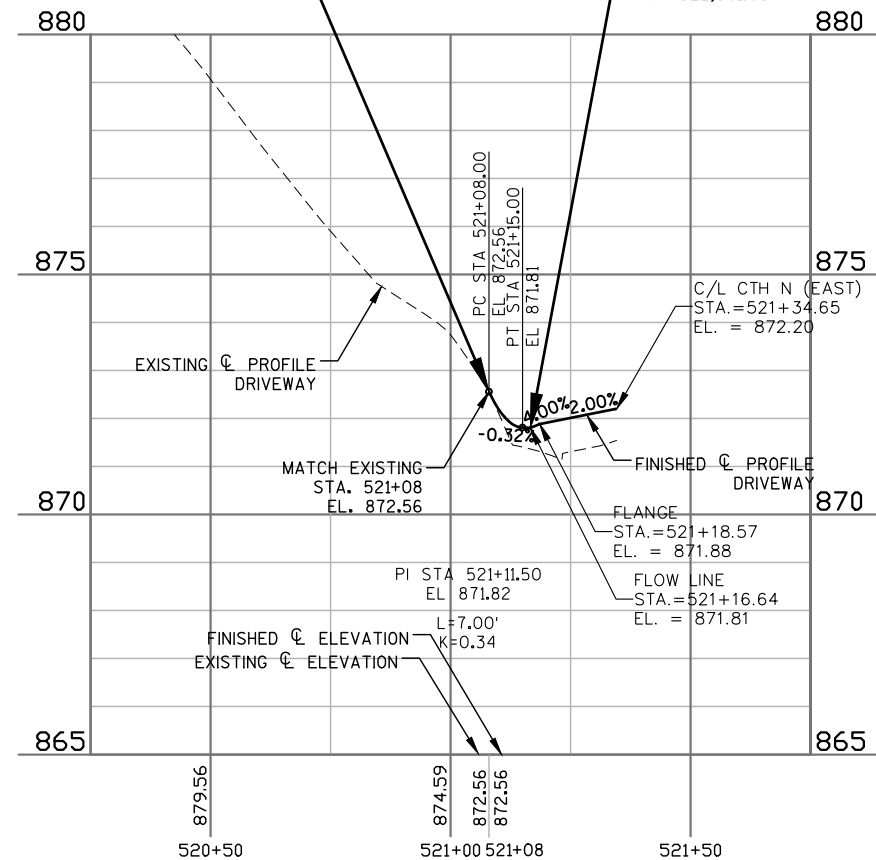 880
880
PC STA 521+08.00
EL 872.56
PT STA 521+15.00
EL 871.81
875
875
C/L CTH N (EAST)
STA.=521+34.65
EL. = 872.20
EXISTING ℄ PROFILE
DRIVEWAY
4.00%
2.00%
-0.32%
MATCH EXISTING
STA. 521+08
EL. 872.56
FINISHED ℄ PROFILE
DRIVEWAY
870
870
FLANGE
STA.=521+18.57
EL. = 871.88
PI STA 521+11.50
EL 871.82
FLOW LINE
STA.=521+16.64
EL. = 871.81
L=7.00'
K=0.34
FINISHED ℄ ELEVATION
EXISTING ℄ ELEVATION
865
865
879.56
874.59
872.56
872.56
520+50
521+00
521+08
521+50